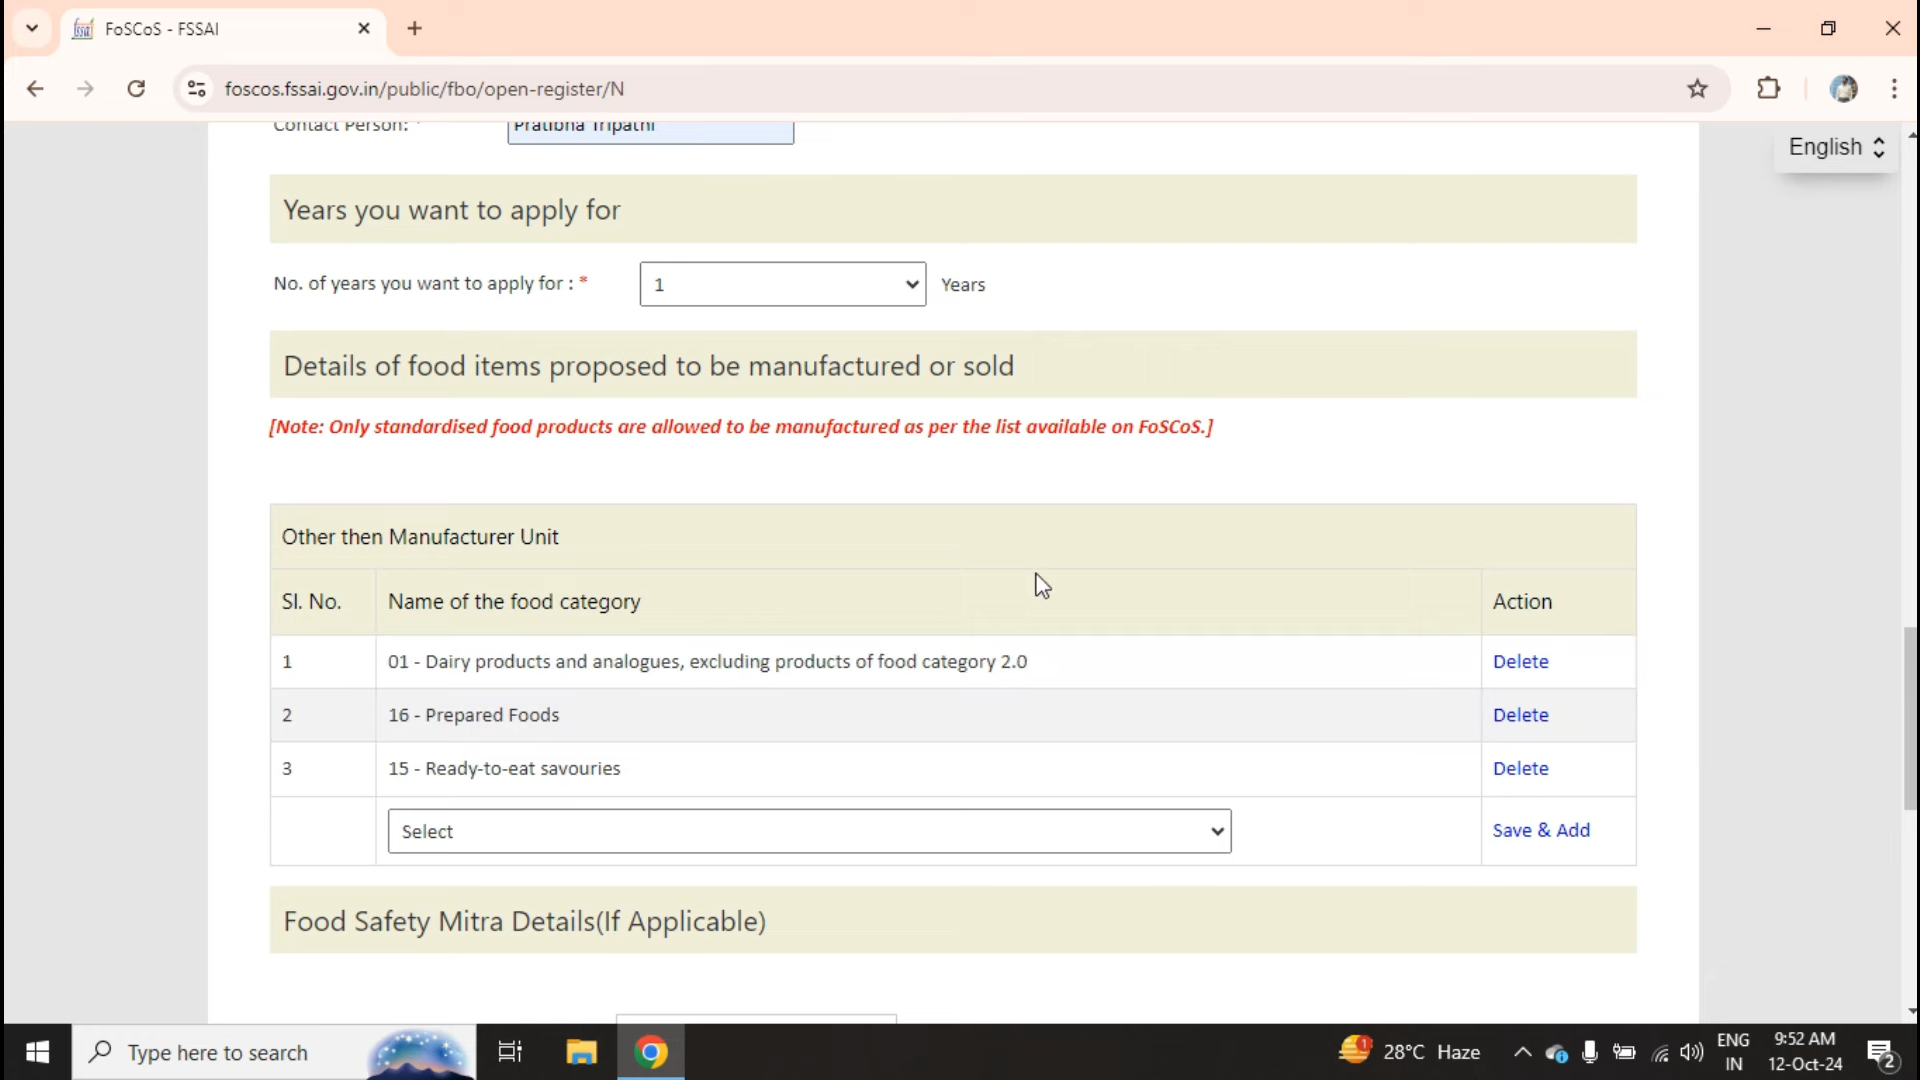 FoSCoS - FSSAI
foscos.fssai.gov.in/public/fbo/open-register/N
English
Contact Person: * Pratibha Tripathi
Years you want to apply for
No. of years you want to apply for : * 1 Years
Details of food items proposed to be manufactured or sold
[Note: Only standardised food products are allowed to be manufactured as per the list available on FoSCoS.]
Other then Manufacturer Unit
Sl. No. Name of the food category Action
1 01 - Dairy products and analogues, excluding products of food category 2.0 Delete
2 16 - Prepared Foods Delete
3 15 - Ready-to-eat savouries Delete
Select Save & Add
Food Safety Mitra Details(If Applicable)
Type here to search
1
28°C Haze
ENG
IN
9:52 AM
12-Oct-24
2